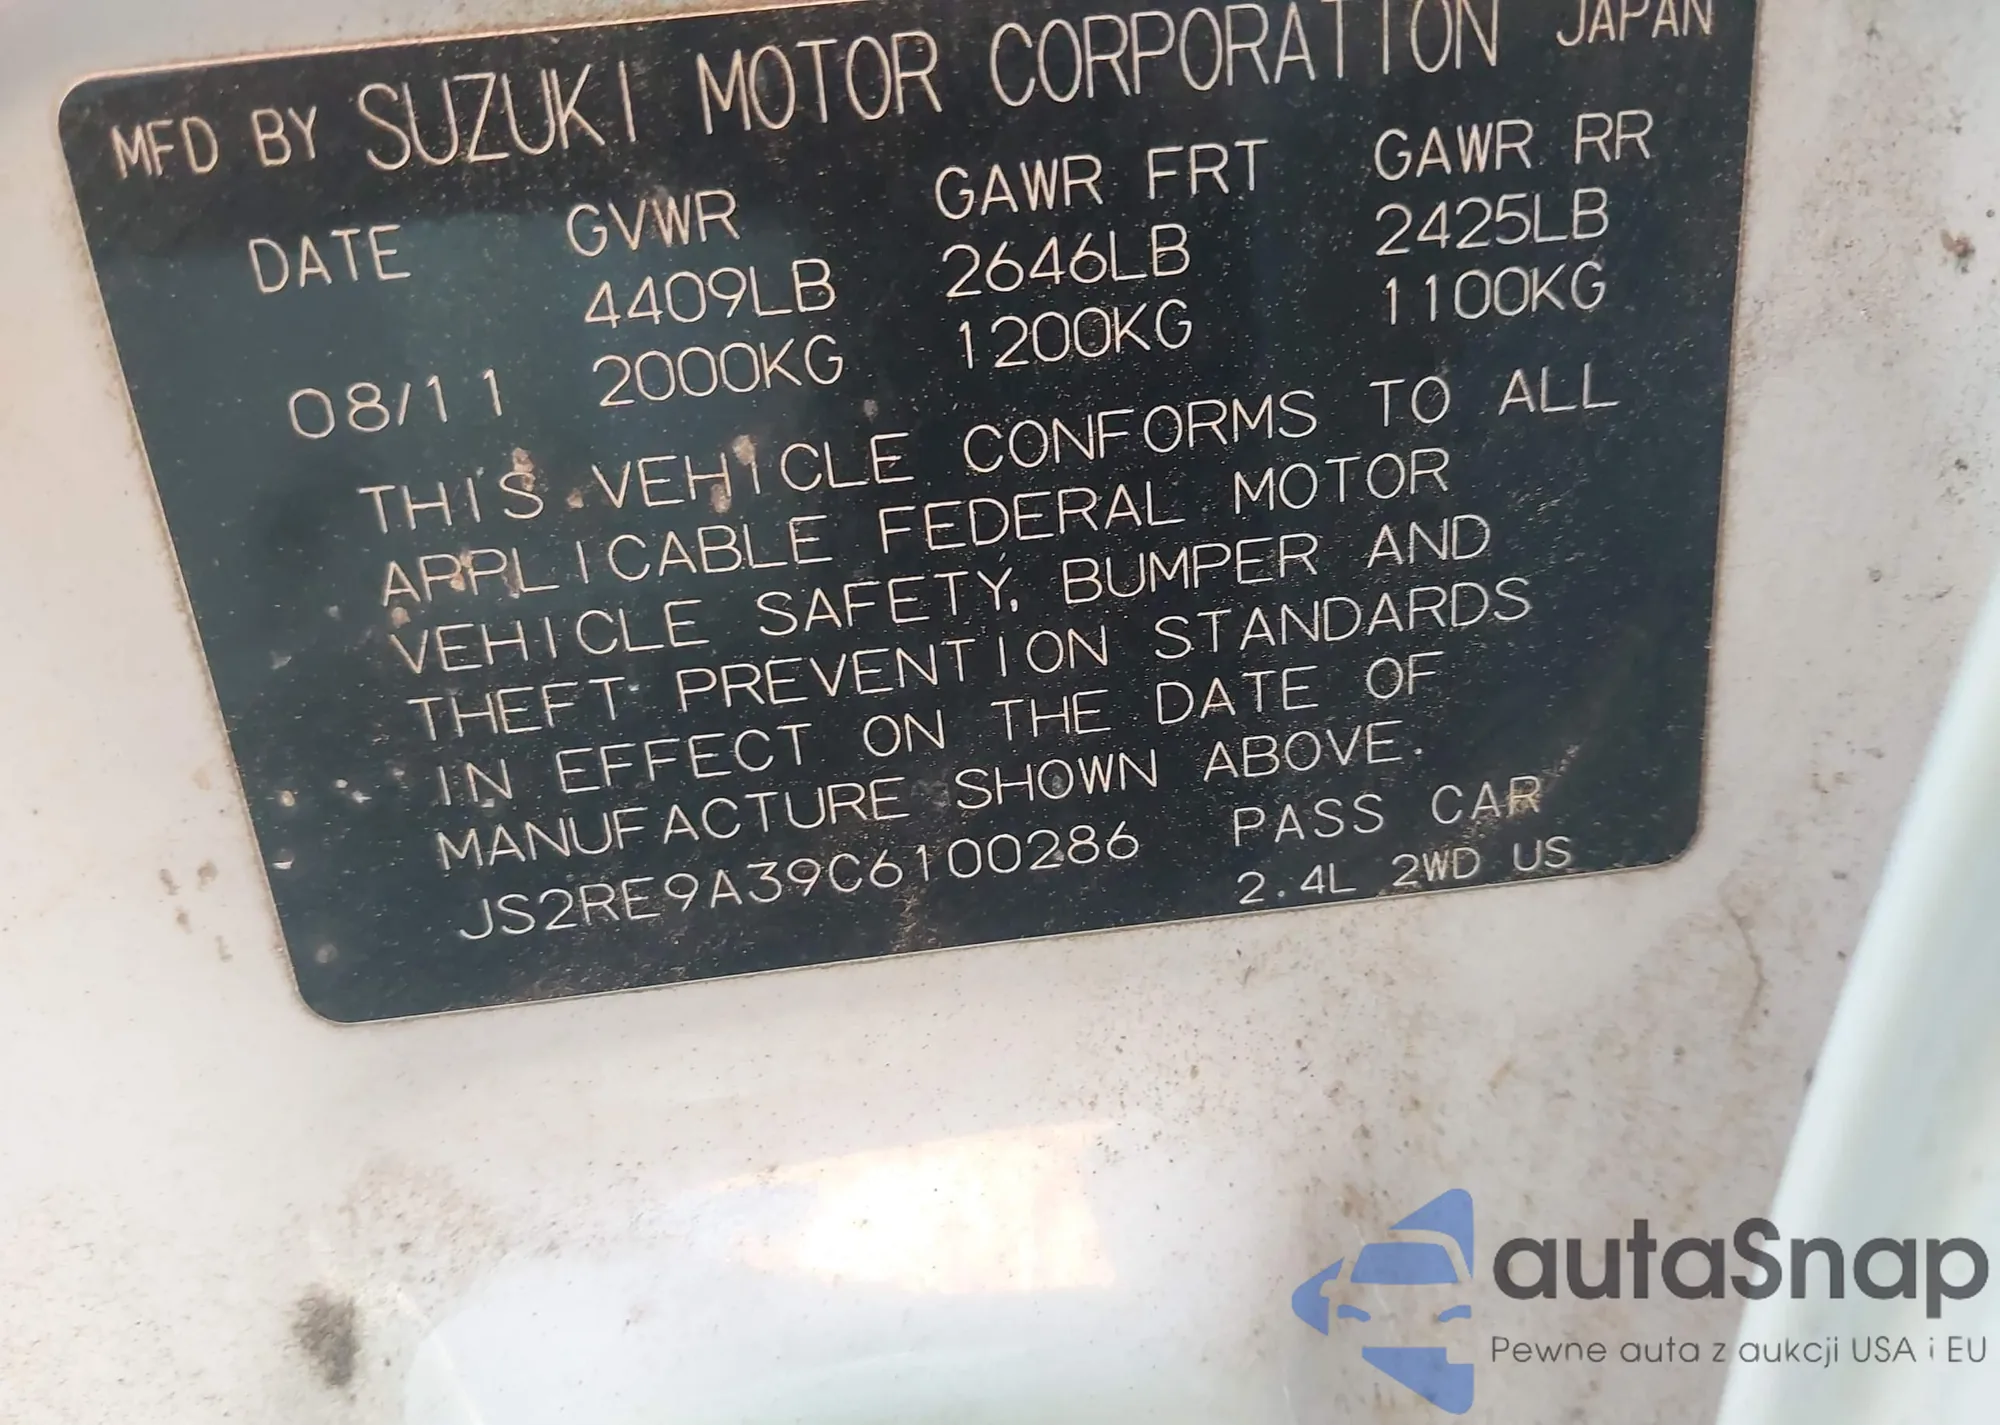 MFD BY SUZUKI MOTOR CORPORATION JAPAN
DATE GVWR GAWR FRT GAWR RR
4409LB 2646LB 2425LB
08/11 2000KG 1200KG 1100KG
THIS VEHICLE CONFORMS TO ALL
APPLICABLE FEDERAL MOTOR
VEHICLE SAFETY, BUMPER AND
THEFT PREVENTION STANDARDS
IN EFFECT ON THE DATE OF
MANUFACTURE SHOWN ABOVE.
JS2RE9A39C6100286 PASS CAR
2.4L 2WD US
autaSnap
Pewne auta z aukcji USA i EU